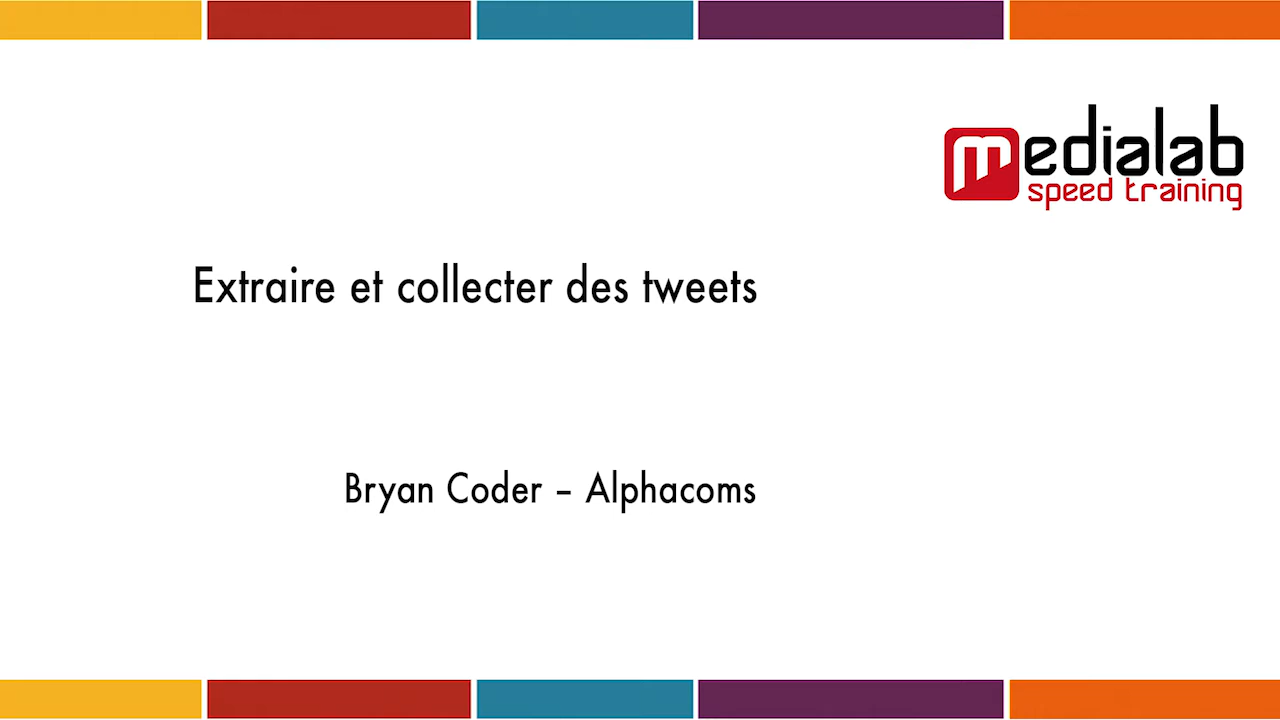 medialab
speed training
Extraire et collecter des tweets
Bryan Coder – Alphacoms